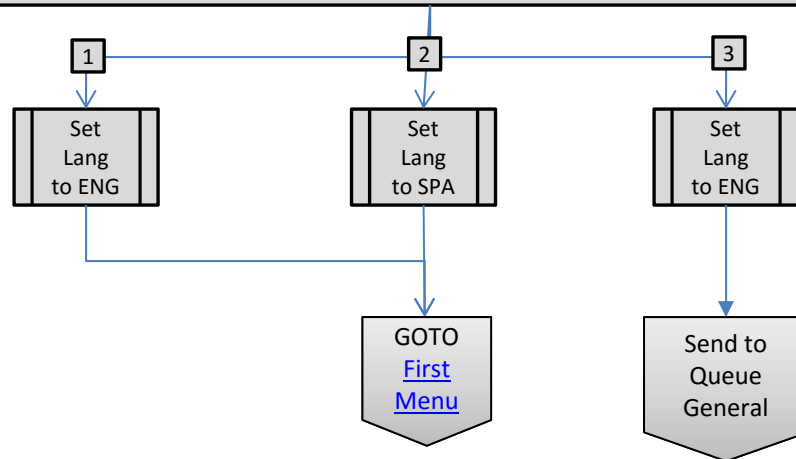 1
2
3
Set
Lang
to ENG
Set
Lang
to SPA
Set
Lang
to ENG
GOTO
First
Menu
Send to
Queue
General